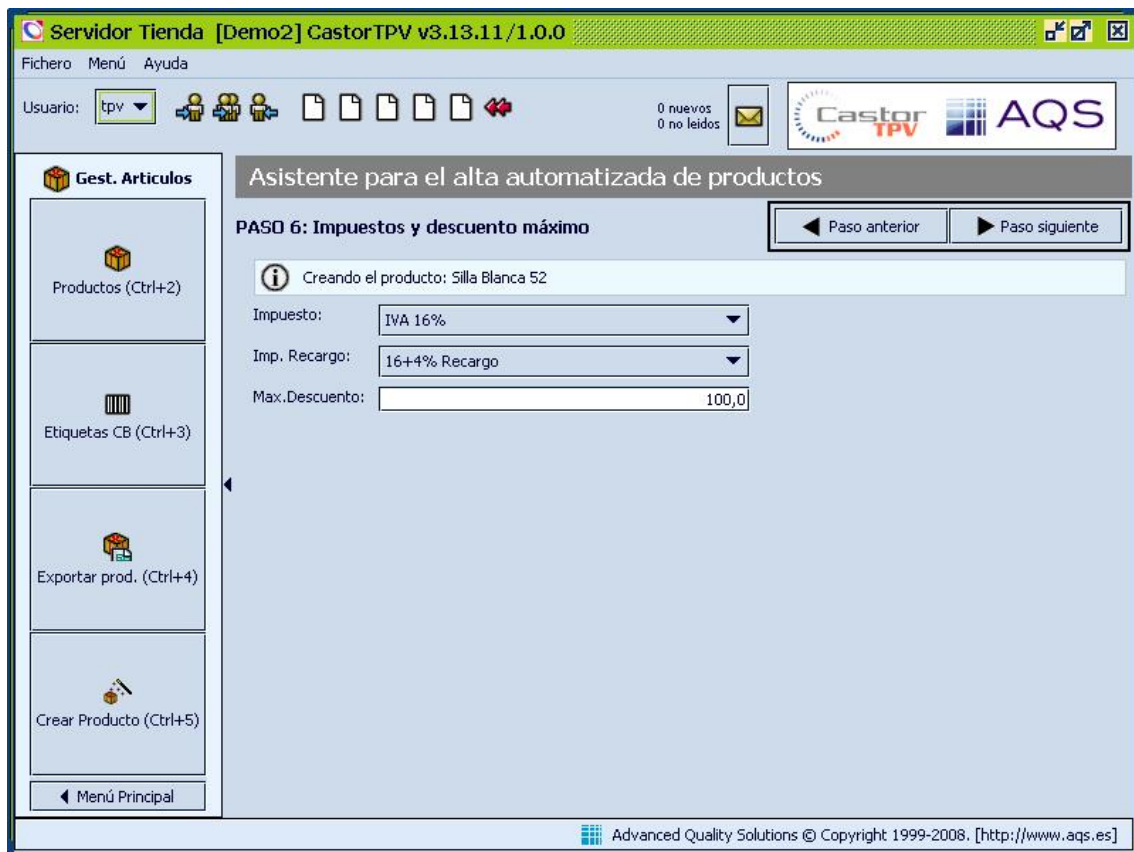 Servidor Tienda [Demo2] CastorTPV v3.13.11/1.0.0
Fichero Menú Ayuda
Usuario: tpv
0 nuevos
0 no leidos
Castor
TPV
AQS
Gest. Articulos
Asistente para el alta automatizada de productos
PASO 6: Impuestos y descuento máximo
Paso anterior
Paso siguiente
Creando el producto: Silla Blanca 52
Productos (Ctrl+2)
Impuesto: IVA 16%
Imp. Recargo: 16+4% Recargo
Max.Descuento: 100,0
Etiquetas CB (Ctrl+3)
Exportar prod. (Ctrl+4)
Crear Producto (Ctrl+5)
Menú Principal
Advanced Quality Solutions © Copyright 1999-2008. [http://www.aqs.es]